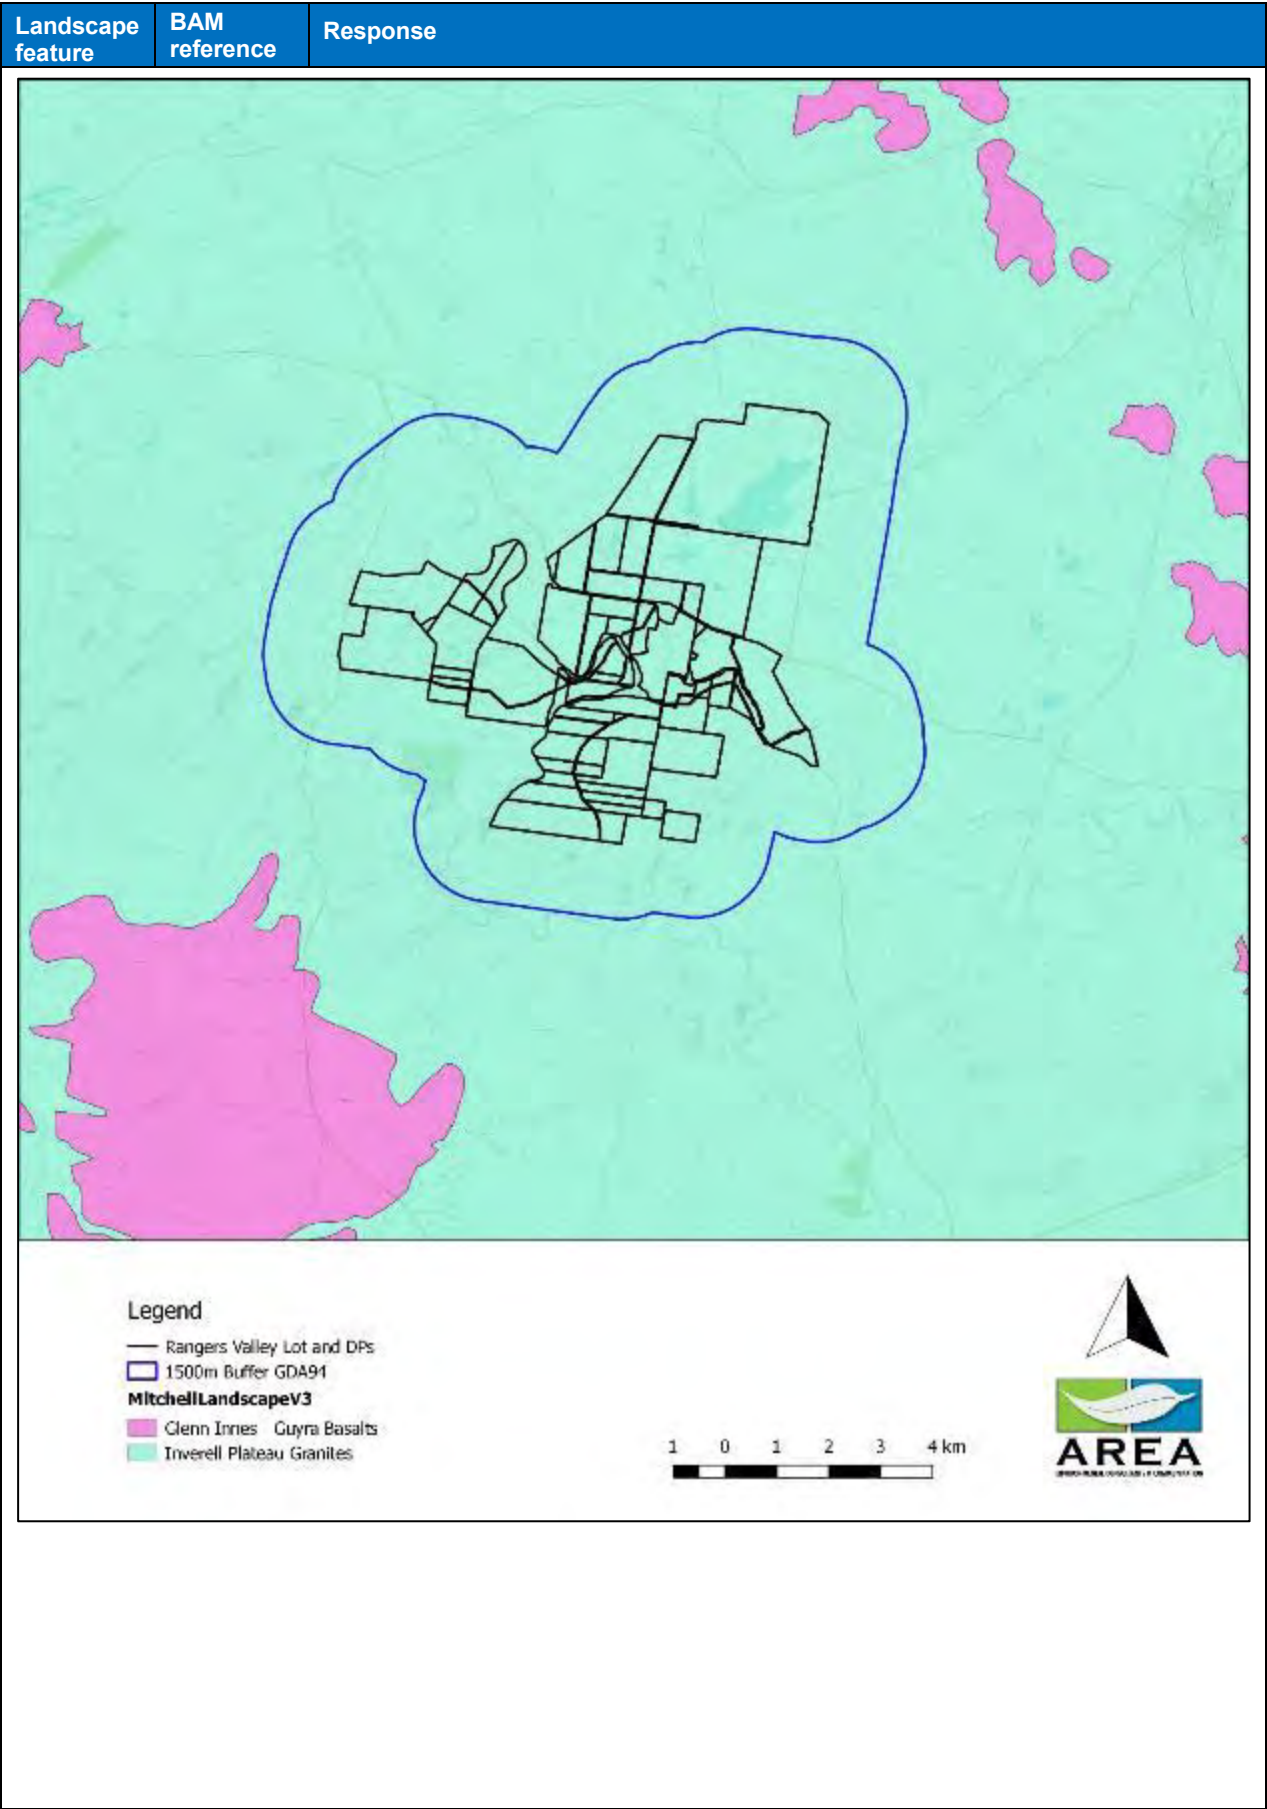 Landscape feature
BAM reference
Response
Legend
Rangers Valley Lot and DPs
1500m Buffer GDA94
MitchellLandscapeV3
Glenn Innes Guyra Basalts
Inverell Plateau Granites
1 0 1 2 3 4 km
AREA